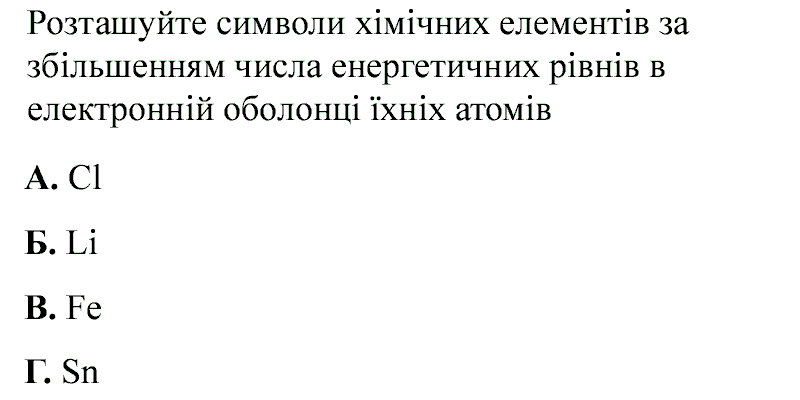 Розташуйте символи хімічних елементів за
збільшенням числа енергетичних рівнів в
електронній оболонці їхніх атомів
А. Cl
Б. Li
В. Fe
Г. Sn